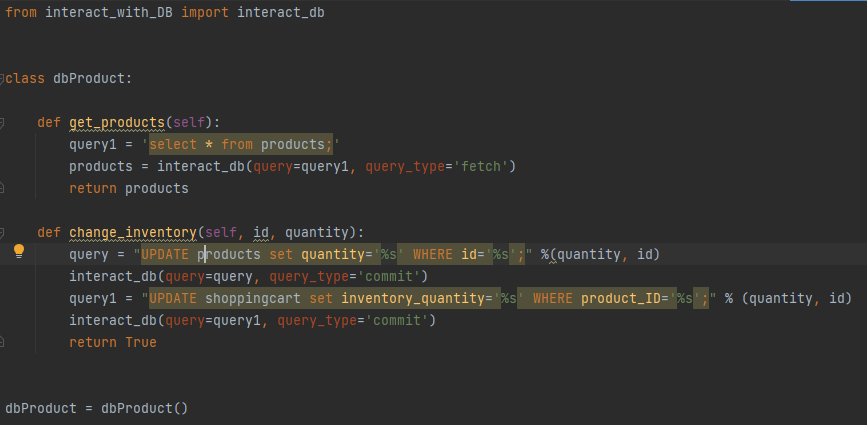 from interact_with_DB import interact_db
class dbProduct:
def get_products(self):
query1 = 'select * from products;'
products = interact_db(query=query1, query_type='fetch')
return products
def change_inventory(self, id, quantity):
query = "UPDATE products set quantity='%s' WHERE id='%s';" %(quantity, id)
interact_db(query=query, query_type='commit')
query1 = "UPDATE shoppingcart set inventory_quantity='%s' WHERE product_ID='%s';" % (quantity, id)
interact_db(query=query1, query_type='commit')
return True
dbProduct = dbProduct()